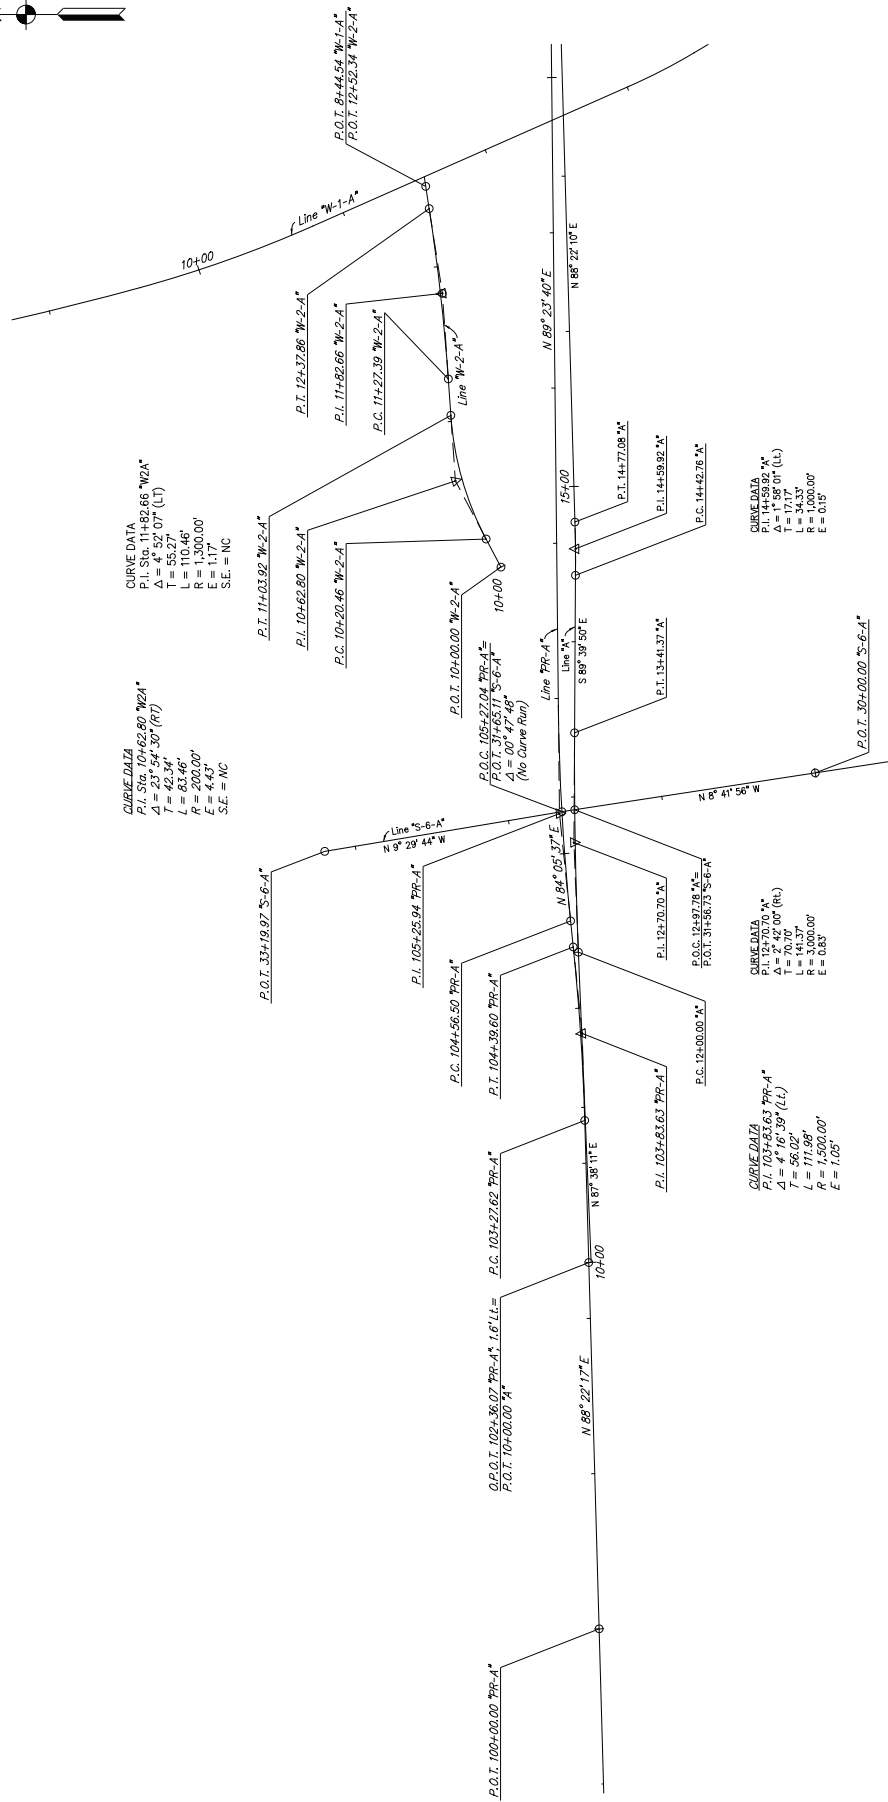 P.O.T. 8+44.54 "W-1-A"
P.O.T. 12+52.34 "W-2-A"
Line "W-1-A"
10+00
P.T. 12+37.86 "W-2-A"
P.I. 11+82.66 "W-2-A"
P.C. 11+27.39 "W-2-A"
Line "W-2-A"
P.T. 11+03.92 "W-2-A"
P.I. 10+62.80 "W-2-A"
P.C. 10+20.46 "W-2-A"
P.O.T. 10+00.00 "W-2-A"
10+00
CURVE DATA
P.I. Sta. 11+82.66 "W2A"
Δ = 4° 52' 07" (LT)
T = 55.27'
L = 110.46'
R = 1,300.00'
E = 1.17'
S.E. = NC
CURVE DATA
P.I. Sta. 10+62.80 "W2A"
Δ = 23° 54' 30" (RT)
T = 42.34'
L = 83.46'
R = 200.00'
E = 4.43'
S.E. = NC
N 89° 23' 40" E
N 88° 22' 10" E
15+00
P.T. 14+77.08 "A"
P.I. 14+59.92 "A"
P.C. 14+42.76 "A"
CURVE DATA
P.I. 14+59.92 "A"
Δ = 1° 58' 01" (Lt.)
T = 17.17'
L = 34.33'
R = 1,000.00'
E = 0.15'
Line "PR-A"
Line "A"
S 89° 39' 50" E
P.T. 13+41.37 "A"
P.O.C. 105+27.04 "PR-A"=
P.O.T. 31+65.11 "S-6-A"
Δ = 00° 47' 48"
(No Curve Run)
P.O.T. 30+00.00 "S-6-A"
N 8° 41' 56" W
Line "S-6-A"
N 9° 29' 44" W
P.O.T. 33+19.97 "S-6-A"
N 84° 05' 37" E
P.I. 105+25.94 "PR-A"
P.C. 104+56.50 "PR-A"
P.T. 104+39.60 "PR-A"
P.I. 12+70.70 "A"
P.O.C. 12+97.78 "A"=
P.O.T. 31+56.73 "S-6-A"
P.C. 12+00.00 "A"
CURVE DATA
P.I. 12+70.70 "A"
Δ = 2° 42' 00" (Rt.)
T = 70.70'
L = 141.37'
R = 3,000.00'
E = 0.83'
P.I. 103+83.63 "PR-A"
P.C. 103+27.62 "PR-A"
N 87° 38' 11" E
CURVE DATA
P.I. 103+83.63 "PR-A"
Δ = 4° 16' 39" (Lt.)
T = 56.02'
L = 111.98'
R = 1,500.00'
E = 1.05'
10+00
O.P.O.T. 102+36.07 "PR-A", 1.6' Lt.=
P.O.T. 10+00.00 "A"
N 88° 22' 17" E
P.O.T. 100+00.00 "PR-A"